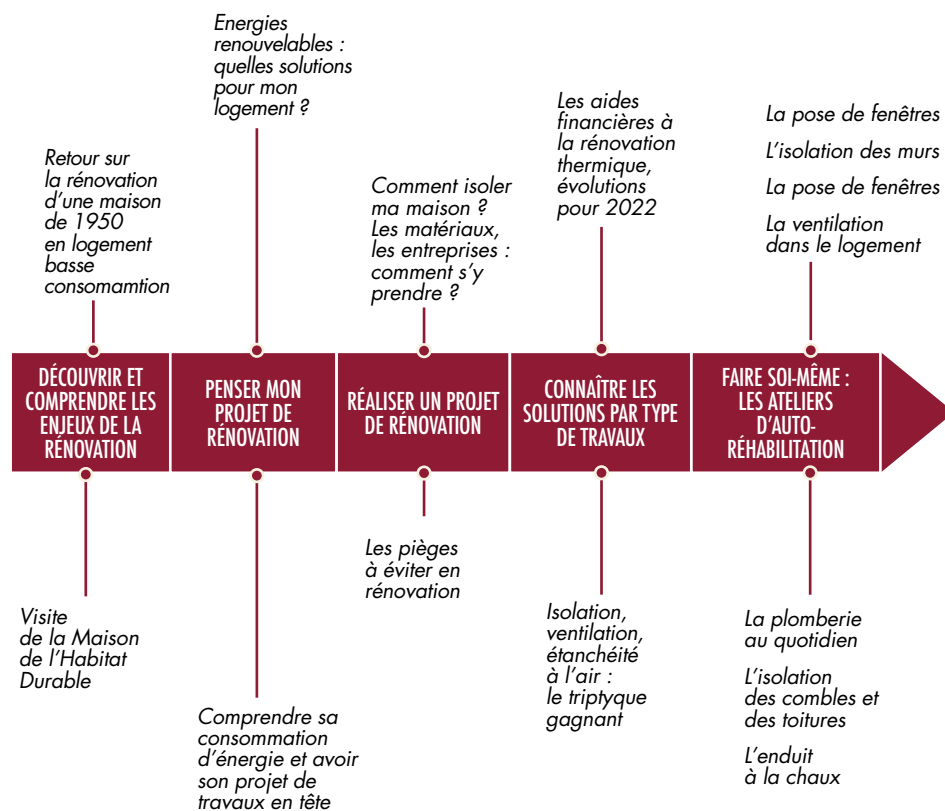 Energies
renouvelables :
quelles solutions
pour mon
logement ?
Retour sur
la rénovation
d’une maison
de 1950
en logement
basse
consomamtion
Comment isoler
ma maison ?
Les matériaux,
les entreprises :
comment s’y
prendre ?
Les aides
financières à
la rénovation
thermique,
évolutions
pour 2022
La pose de fenêtres
L’isolation des murs
La pose de fenêtres
La ventilation
dans le logement
DÉCOUVRIR ET
COMPRENDRE LES
ENJEUX DE LA
RÉNOVATION
PENSER MON
PROJET DE
RÉNOVATION
RÉALISER UN PROJET
DE RÉNOVATION
CONNAÎTRE LES
SOLUTIONS PAR TYPE
DE TRAVAUX
FAIRE SOI-MÊME :
LES ATELIERS
D’AUTO-
RÉHABILITATION
Visite
de la Maison
de l’Habitat
Durable
Comprendre sa
consommation
d’énergie et avoir
son projet de
travaux en tête
Les pièges
à éviter en
rénovation
Isolation,
ventilation,
étanchéité
à l’air :
le triptyque
gagnant
La plomberie
au quotidien
L’isolation
des combles et
des toitures
L’enduit
à la chaux